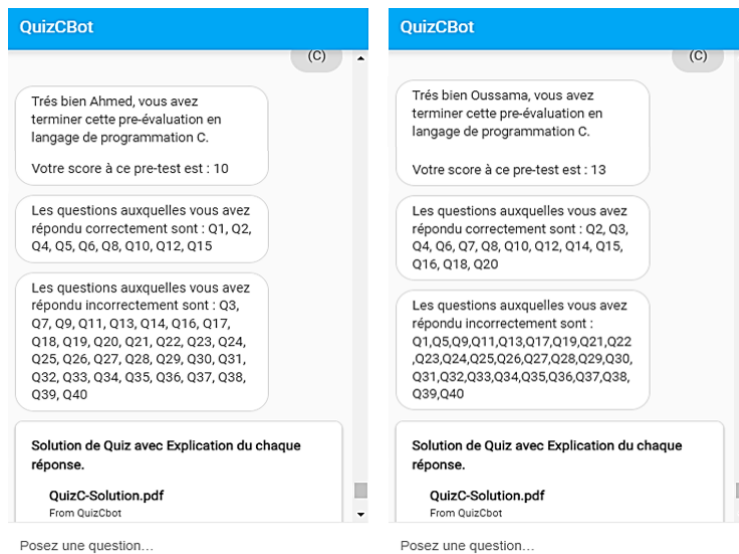 QuizCBot
(C)
Trés bien Ahmed, vous avez
terminer cette pre-évaluation en
langage de programmation C.
Votre score à ce pre-test est : 10
Les questions auxquelles vous avez
répondu correctement sont : Q1, Q2,
Q4, Q5, Q6, Q8, Q10, Q12, Q15
Les questions auxquelles vous avez
répondu incorrectement sont : Q3,
Q7, Q9, Q11, Q13, Q14, Q16, Q17,
Q18, Q19, Q20, Q21, Q22, Q23, Q24,
Q25, Q26, Q27, Q28, Q29, Q30, Q31,
Q32, Q33, Q34, Q35, Q36, Q37, Q38,
Q39, Q40
Solution de Quiz avec Explication du chaque
réponse.
QuizC-Solution.pdf
From QuizCbot
Posez une question...
QuizCBot
(C)
Trés bien Oussama, vous avez
terminer cette pre-évaluation en
langage de programmation C.
Votre score à ce pre-test est : 13
Les questions auxquelles vous avez
répondu correctement sont : Q2, Q3,
Q4, Q6, Q7, Q8, Q10, Q12, Q14, Q15,
Q16, Q18, Q20
Les questions auxquelles vous avez
répondu incorrectement sont :
Q1,Q5,Q9,Q11,Q13,Q17,Q19,Q21,Q22
,Q23,Q24,Q25,Q26,Q27,Q28,Q29,Q30,
Q31,Q32,Q33,Q34,Q35,Q36,Q37,Q38,
Q39,Q40
Solution de Quiz avec Explication du chaque
réponse.
QuizC-Solution.pdf
From QuizCbot
Posez une question...